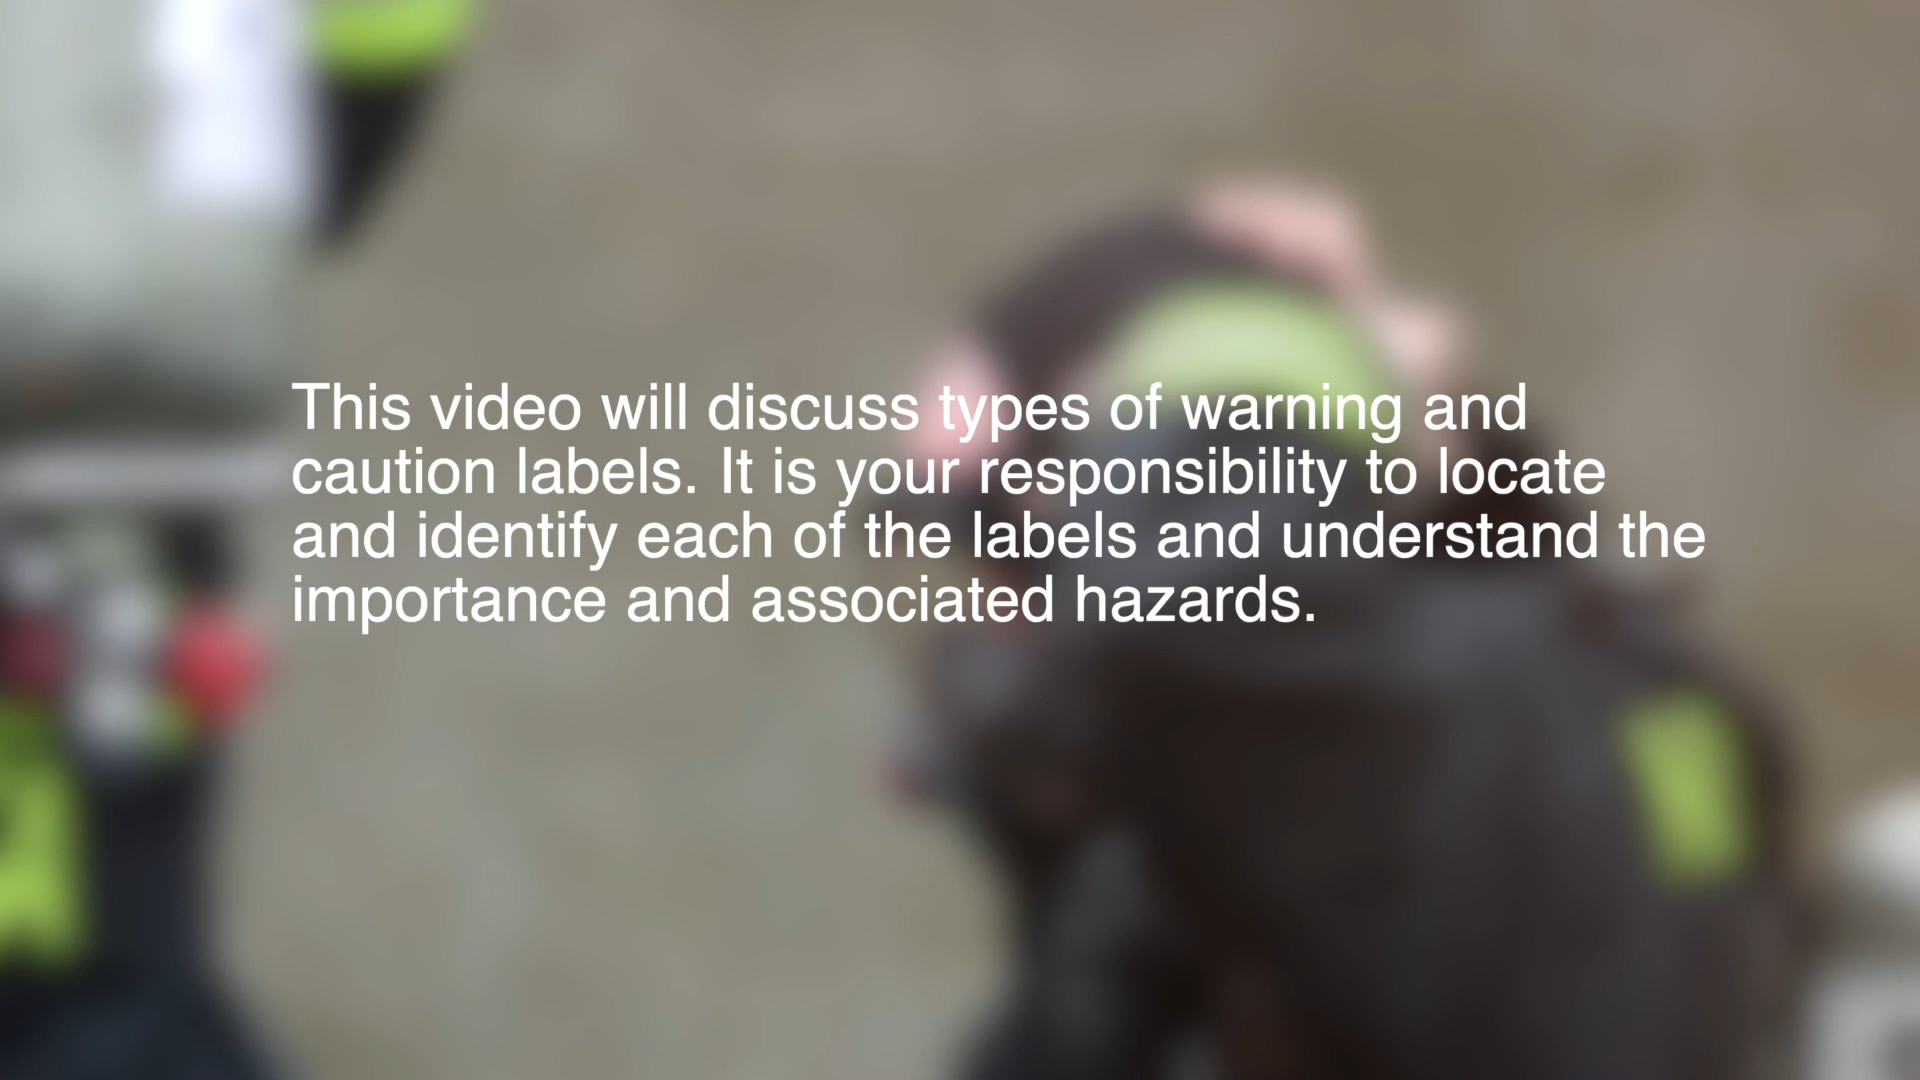 This video will discuss types of warning and
caution labels. It is your responsibility to locate
and identify each of the labels and understand the
importance and associated hazards.